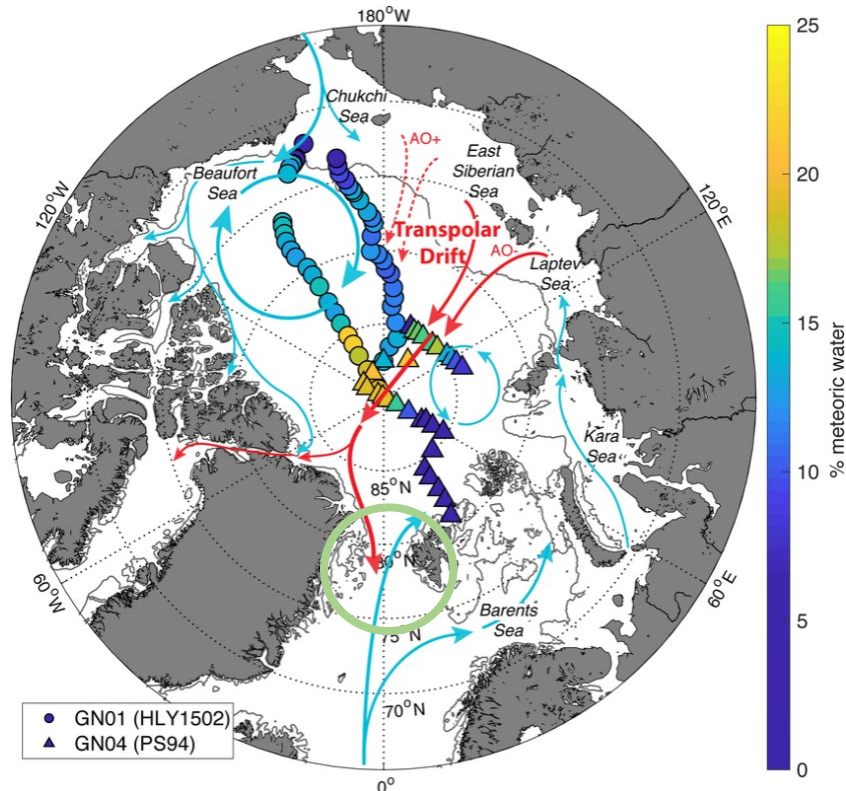 180°W
Chukchi
Sea
AO+
East
Siberian
Sea
Beaufort
Sea
120°W
120°E
Transpolar
Drift
AO-
Laptev
Sea
Kara
Sea
85°N
80°N
60°W
60°E
Barents
Sea
75°N
70°N
0°
GN01 (HLY1502)
GN04 (PS94)
25
20
15
10
5
0
% meteoric water